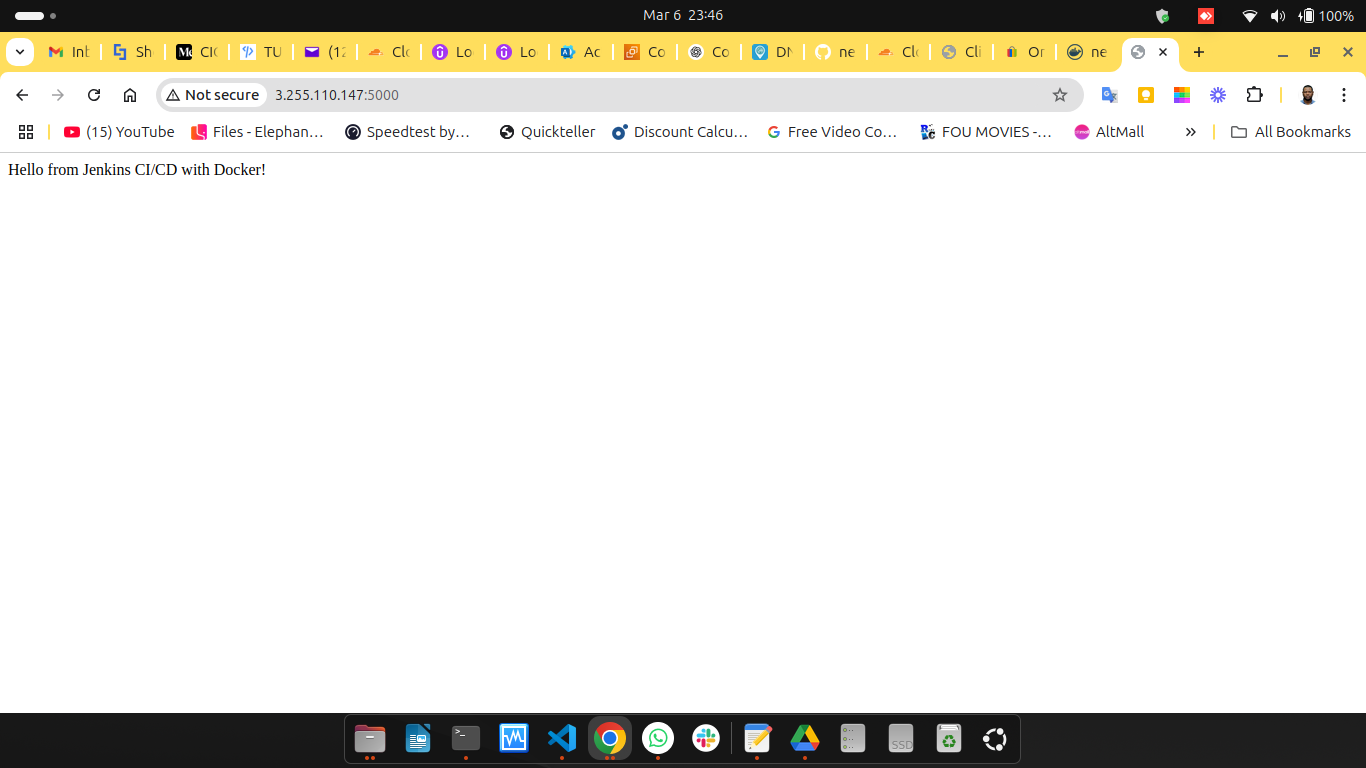 Mar 6 23:46
100%
Inb
Sh
CIC
TU
(12
Clo
Lo
Lo
Ac
Co
Co
DN
ne
Clo
Cli
Or
ne
Not secure
3.255.110.147:5000
(15) YouTube
Files - Elephan…
Speedtest by…
Quickteller
Discount Calcu…
Free Video Co…
FOU MOVIES -…
AltMall
All Bookmarks
Hello from Jenkins CI/CD with Docker!
SSD